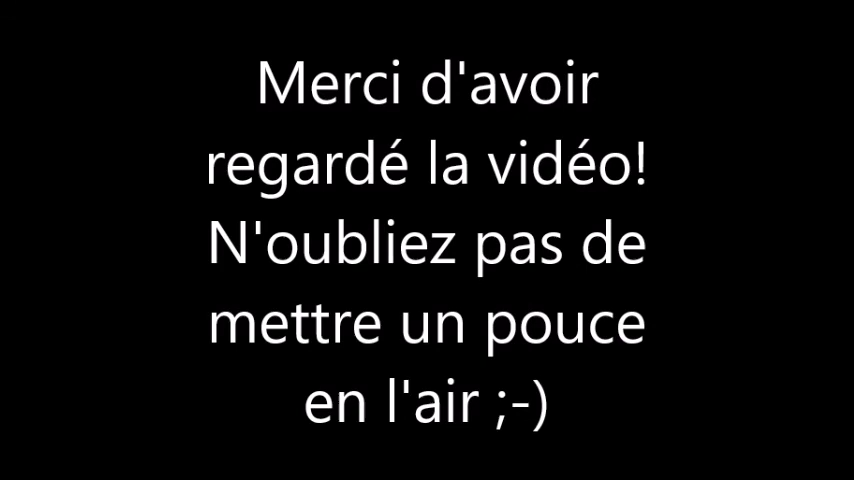 Merci d'avoir
regardé la vidéo!
N'oubliez pas de
mettre un pouce
en l'air ;-)